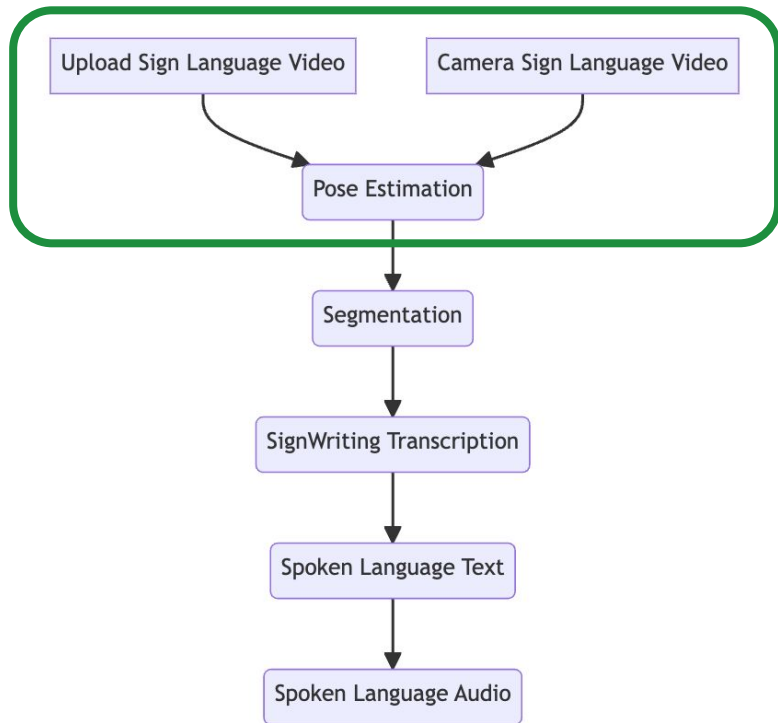 Upload Sign Language Video
Camera Sign Language Video
Pose Estimation
Segmentation
SignWriting Transcription
Spoken Language Text
Spoken Language Audio